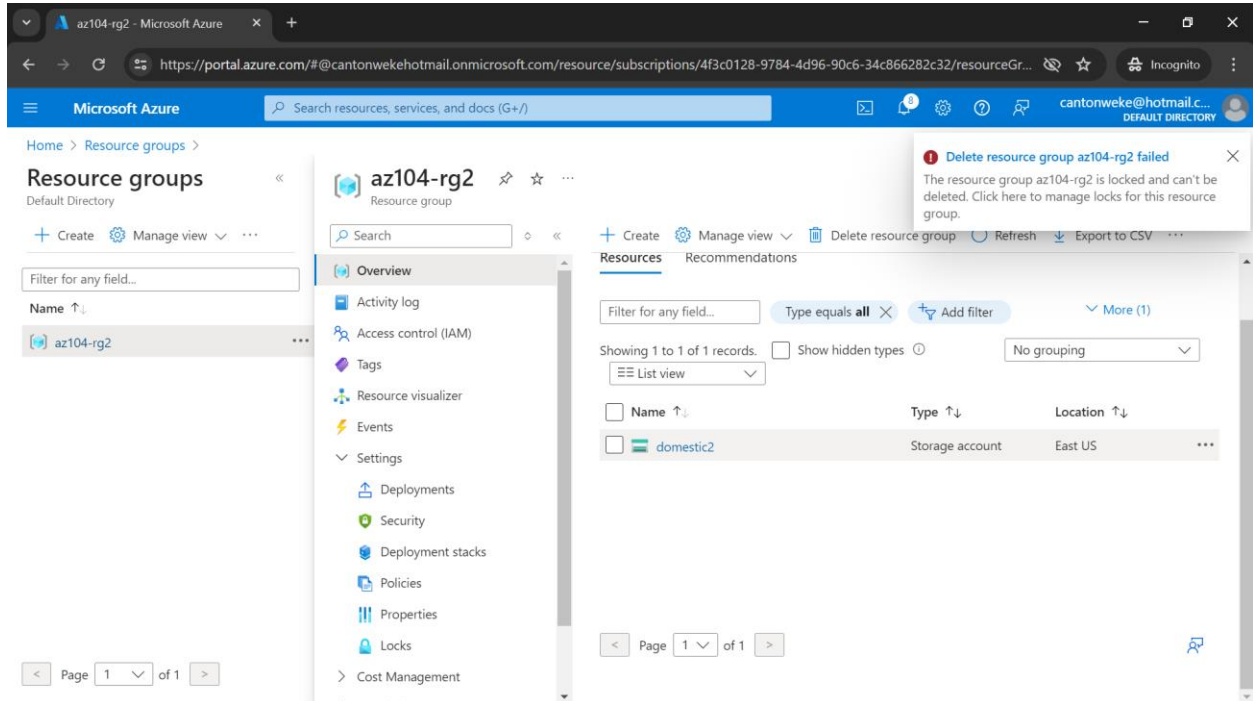 az104-rg2 - Microsoft Azure
https://portal.azure.com/#@cantonwekehotmail.onmicrosoft.com/resource/subscriptions/4f3c0128-9784-4d96-90c6-34c866282c32/resourceGr...
Incognito
Microsoft Azure
Search resources, services, and docs (G+/)
8
cantonweke@hotmail.c...
DEFAULT DIRECTORY
Home > Resource groups >
Resource groups
Default Directory
+ Create Manage view ...
Filter for any field...
Name ↑↓
az104-rg2 ...
Page 1 of 1
az104-rg2 ...
Resource group
Search
Overview
Activity log
Access control (IAM)
Tags
Resource visualizer
Events
Settings
Deployments
Security
Deployment stacks
Policies
Properties
Locks
Cost Management
Delete resource group az104-rg2 failed
The resource group az104-rg2 is locked and can't be
deleted. Click here to manage locks for this resource
group.
+ Create Manage view Delete resource group Refresh Export to CSV ...
Resources Recommendations
Filter for any field... Type equals all Add filter More (1)
Showing 1 to 1 of 1 records. Show hidden types No grouping
List view
Name ↑↓ Type ↑↓ Location ↑↓
domestic2 Storage account East US ...
< Page 1 of 1 >